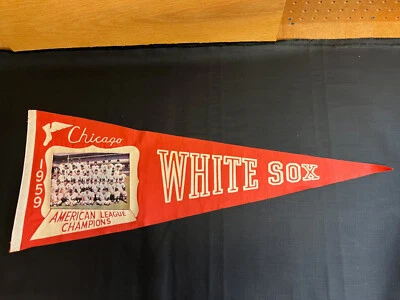 Chicago
1959
WHITE SOX
AMERICAN LEAGUE
CHAMPIONS